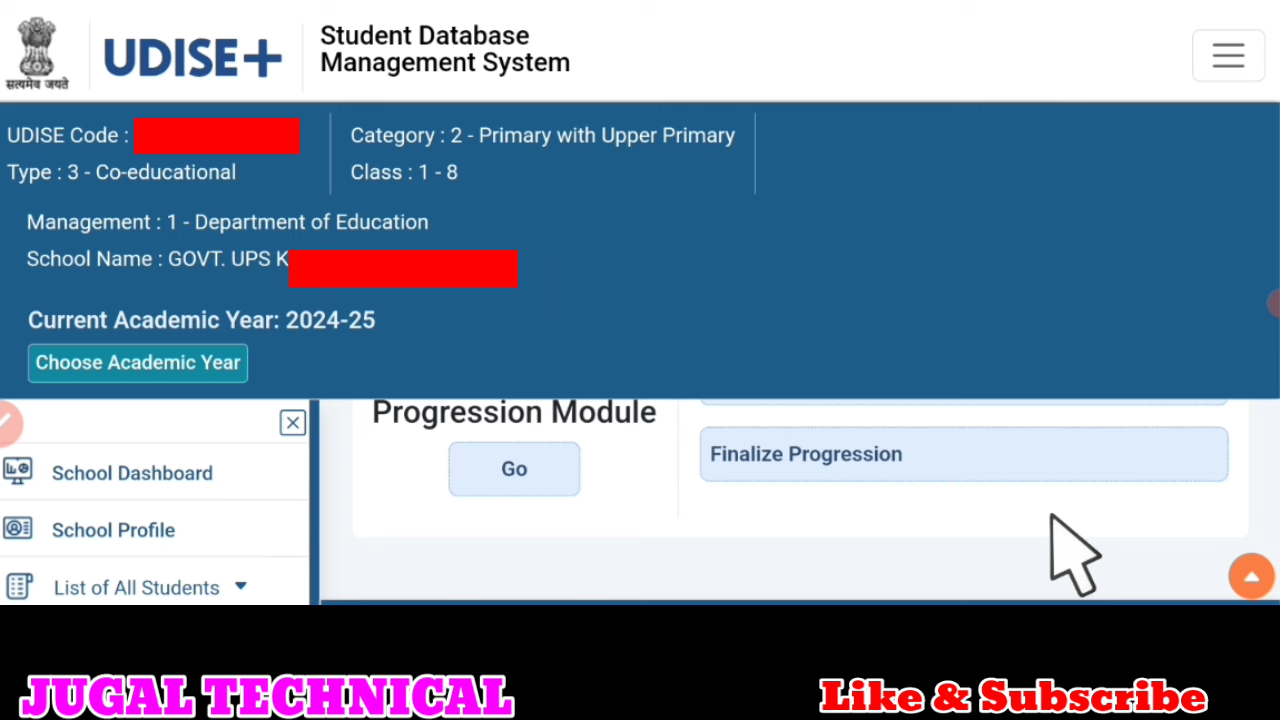 सत्यमेव जयते
UDISE+
Student Database
Management System
UDISE Code :
Type : 3 - Co-educational
Category : 2 - Primary with Upper Primary
Class : 1 - 8
Management : 1 - Department of Education
School Name : GOVT. UPS K
Current Academic Year: 2024-25
Choose Academic Year
Progression Module
Go
Finalize Progression
School Dashboard
School Profile
List of All Students
JUGAL TECHNICAL
Like & Subscribe